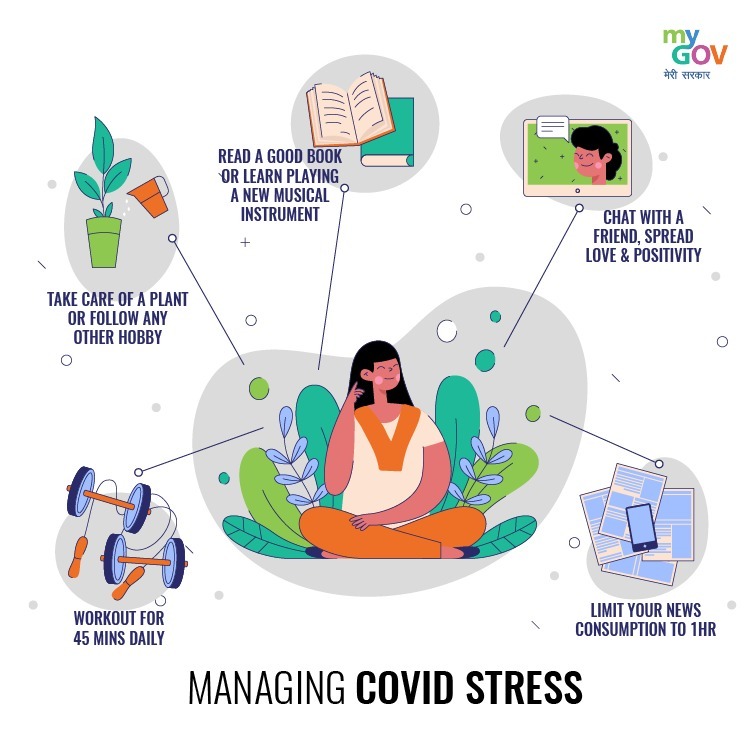 my
GOV
मेरी सरकार
READ A GOOD BOOK
OR LEARN PLAYING
A NEW MUSICAL
INSTRUMENT
CHAT WITH A
FRIEND, SPREAD
LOVE & POSITIVITY
TAKE CARE OF A PLANT
OR FOLLOW ANY
OTHER HOBBY
WORKOUT FOR
45 MINS DAILY
LIMIT YOUR NEWS
CONSUMPTION TO 1HR
MANAGING COVID STRESS